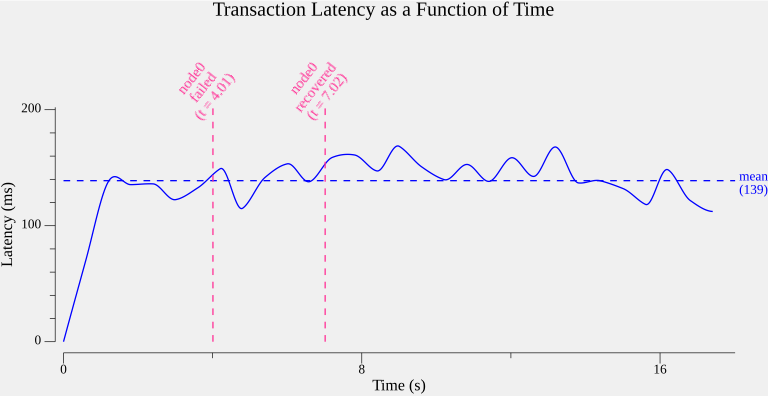 Transaction Latency as a Function of Time
node0
failed
(t = 4.01)
node0
recovered
(t = 7.02)
200
100
0
Latency (ms)
mean
(139)
0
8
16
Time (s)